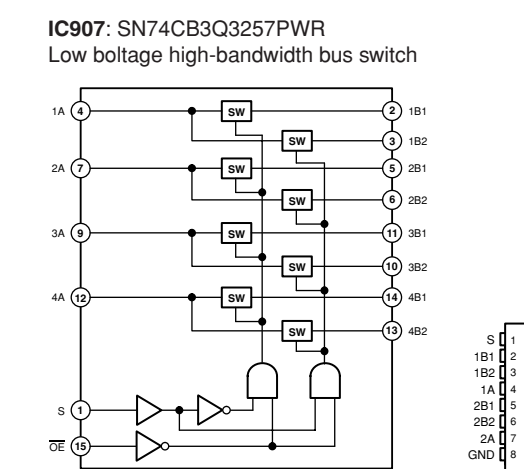 IC907: SN74CB3Q3257PWR
Low boltage high-bandwidth bus switch
1A 4 SW 2 1B1
SW 3 1B2
2A 7 SW 5 2B1
SW 6 2B2
3A 9 SW 11 3B1
SW 10 3B2
4A 12 SW 14 4B1
SW 13 4B2
S 1
OE 15
S 1
1B1 2
1B2 3
1A 4
2B1 5
2B2 6
2A 7
GND 8